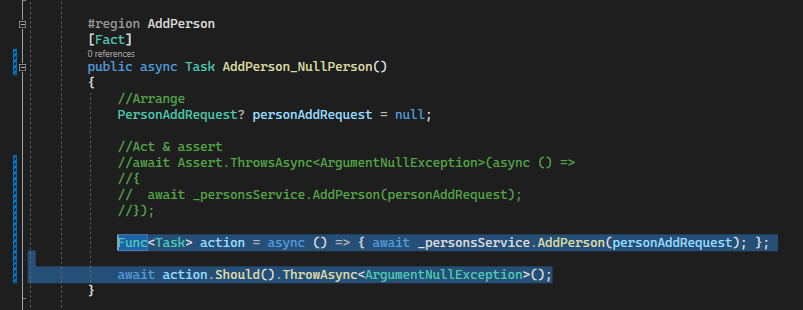 #region AddPerson
[Fact]
0 references
public async Task AddPerson_NullPerson()
{
//Arrange
PersonAddRequest? personAddRequest = null;
//Act & assert
//await Assert.ThrowsAsync<ArgumentNullException>(async () =>
//{
//  await _personsService.AddPerson(personAddRequest);
//});
Func<Task> action = async () => { await _personsService.AddPerson(personAddRequest); };
await action.Should().ThrowAsync<ArgumentNullException>();
}